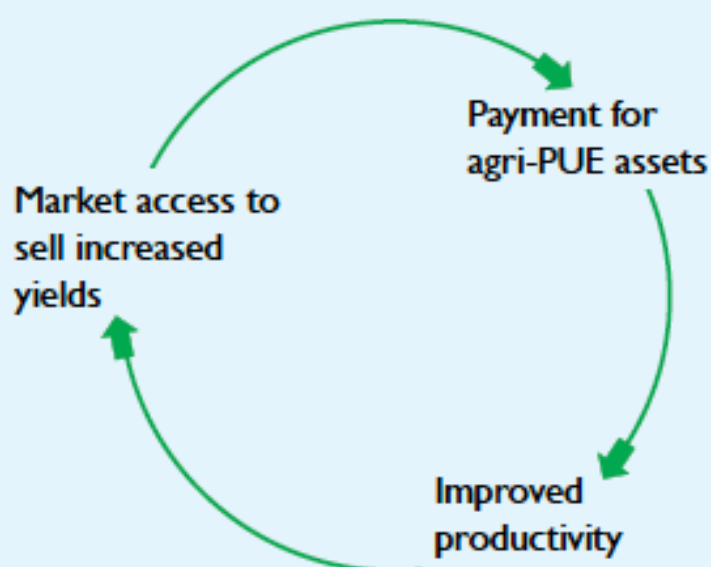 Payment for
agri-PUE assets
Market access to
sell increased
yields
Improved
productivity